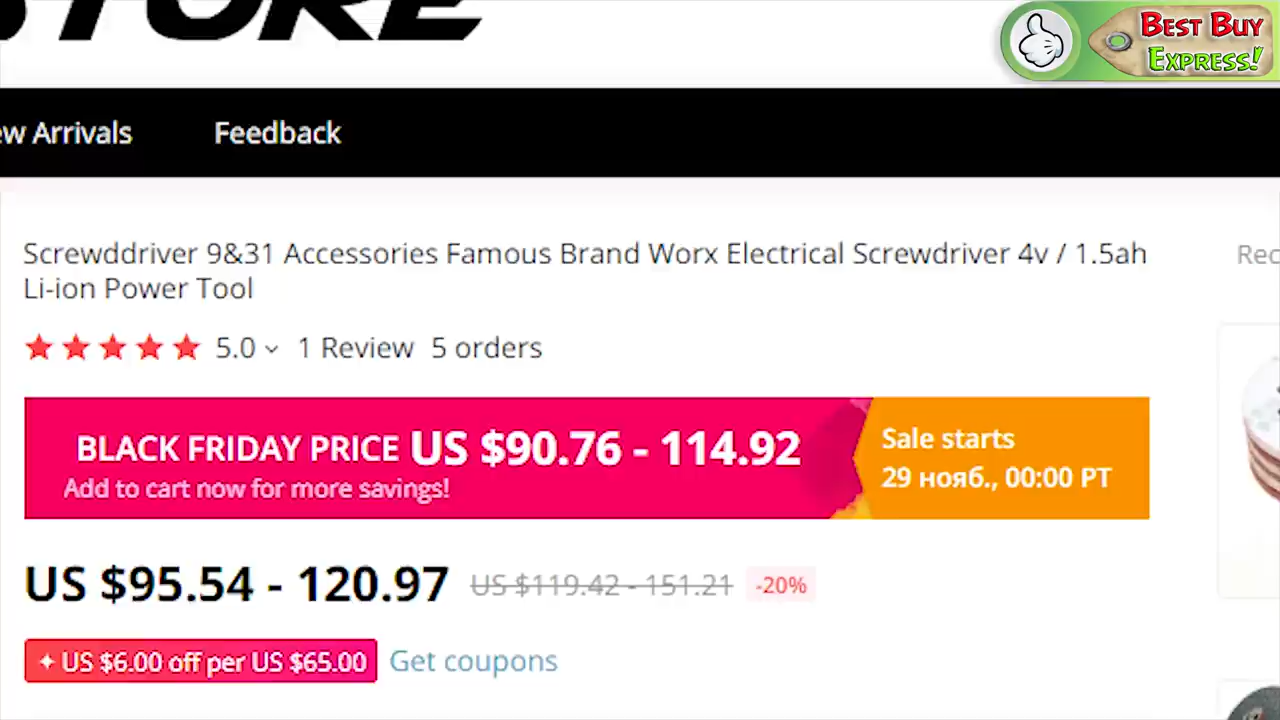 STORE
BEST BUY
EXPRESS!
New Arrivals Feedback
Screwddriver 9&31 Accessories Famous Brand Worx Electrical Screwdriver 4v / 1.5ah
Li-ion Power Tool
Rec
5.0 1 Review 5 orders
BLACK FRIDAY PRICE US $90.76 - 114.92
Add to cart now for more savings!
Sale starts
29 нояб., 00:00 PT
US $95.54 - 120.97 US $119.42 - 151.21 -20%
US $6.00 off per US $65.00 Get coupons